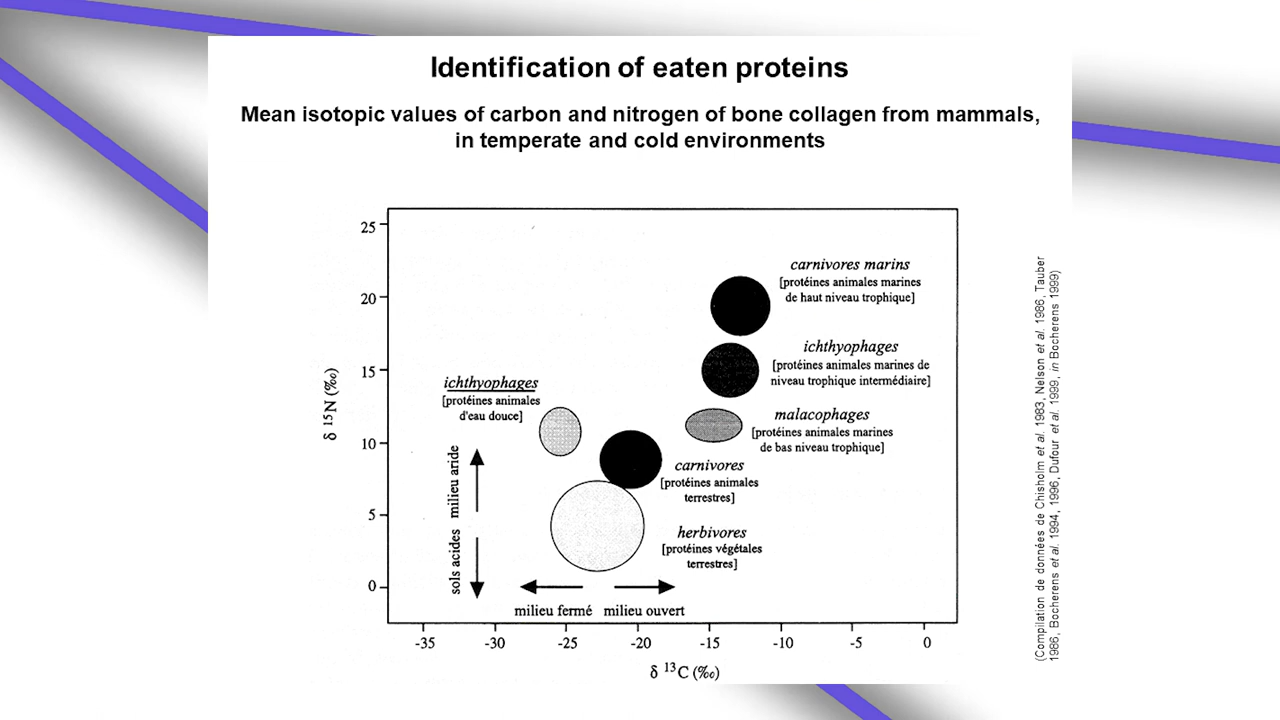 Identification of eaten proteins
Mean isotopic values of carbon and nitrogen of bone collagen from mammals,
in temperate and cold environments
25
20
15
10
5
0
δ 15N (‰)
carnivores marins
[protéines animales marines
de haut niveau trophique]
ichthyophages
[protéines animales marines de
niveau trophique intermédiaire]
ichthyophages
[protéines animales
d'eau douce]
malacophages
[protéines animales marines
de bas niveau trophique]
carnivores
[protéines animales
terrestres]
herbivores
[protéines végétales
terrestres]
milieu aride
sols acides
milieu fermé
milieu ouvert
-35
-30
-25
-20
-15
-10
-5
0
δ 13C (‰)
(Compilation de données de Chisholm et al. 1983, Nelson et al. 1986, Tauber
1986, Bocherens et al. 1994, 1996, Dufour et al. 1999, in Bocherens 1999)